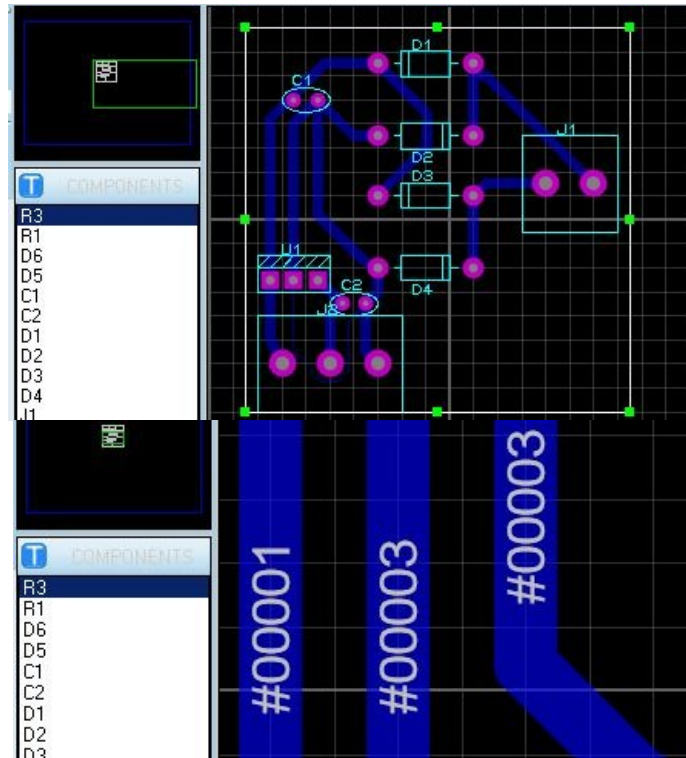 D1
C1
J1
D2
D3
U1
C2
D4
T COMPONENTS
R3
R1
D6
D5
C1
C2
D1
D2
D3
D4
J1
#00001
#00003
#00003
T COMPONENTS
R3
R1
D6
D5
C1
C2
D1
D2
D3